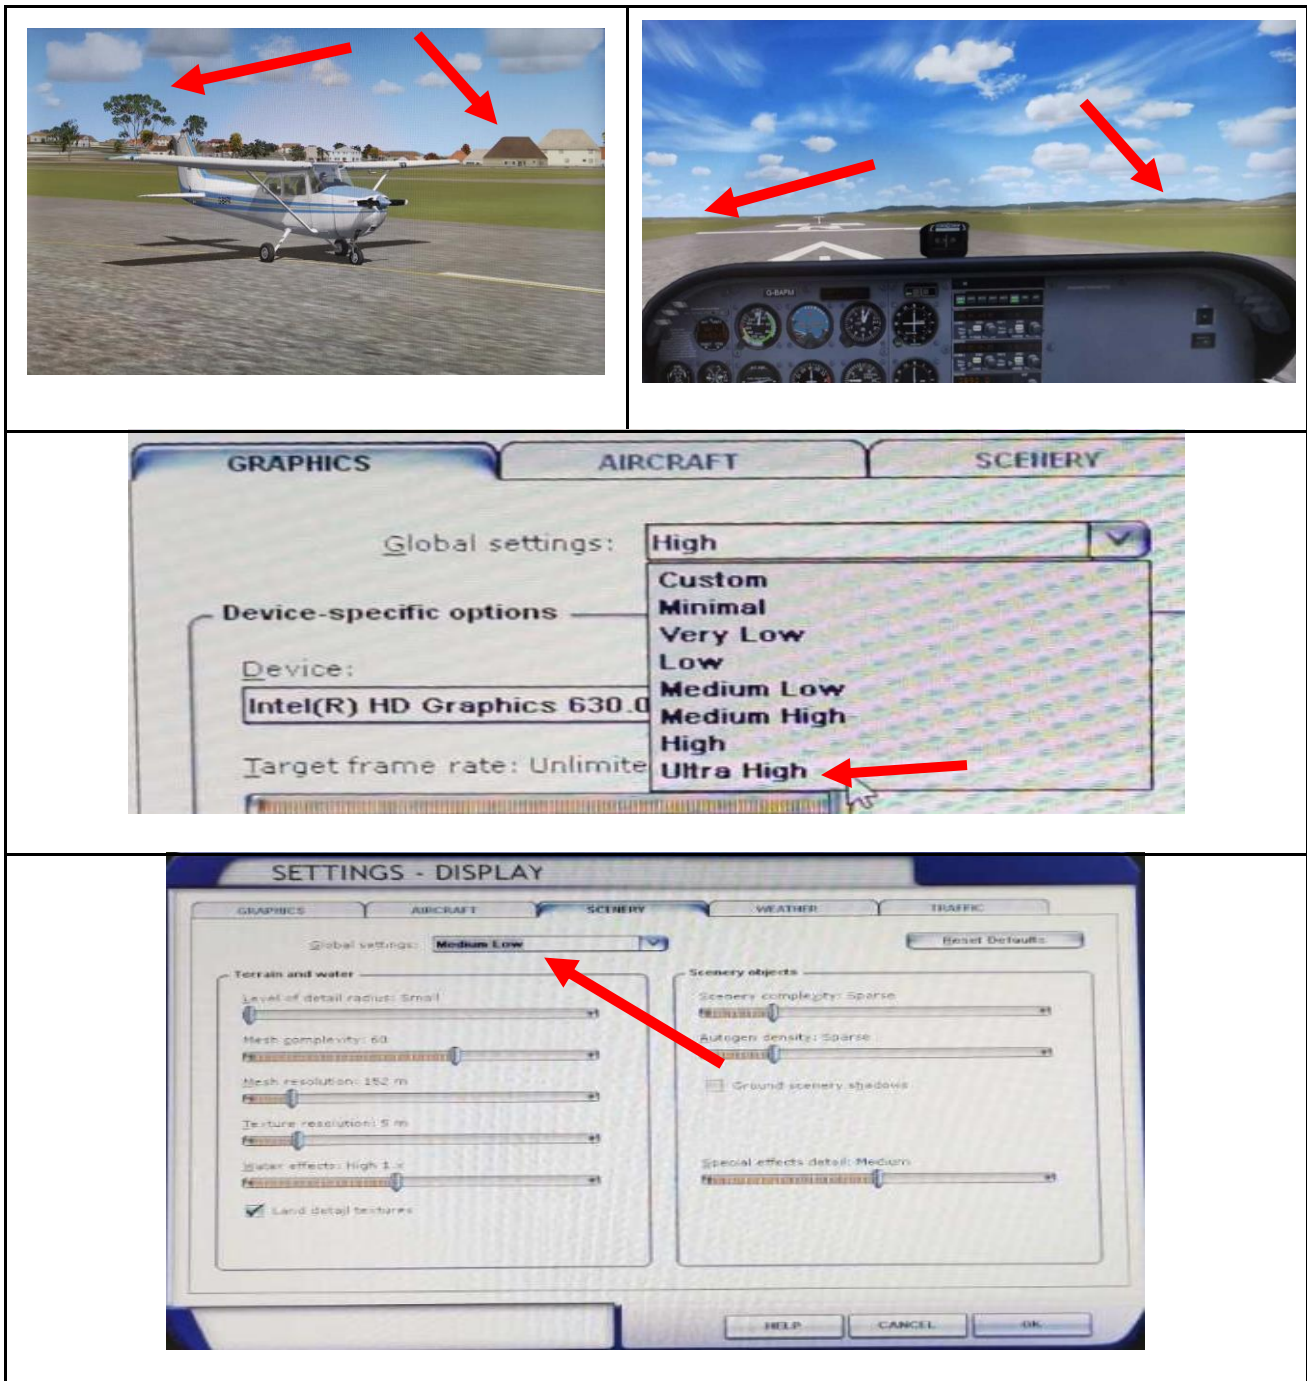 G-BAPM
GRAPHICS
AIRCRAFT
SCENERY
Global settings:
High
Custom
Minimal
Very Low
Low
Medium Low
Medium High
High
Ultra High
Device-specific options
Device:
Intel(R) HD Graphics 630.0
Target frame rate: Unlimite
SETTINGS - DISPLAY
GRAPHICS
AIRCRAFT
SCENERY
WEATHER
TRAFFIC
Global settings:
Medium Low
Reset Defaults
Terrain and water
Level of detail radius: Small
Mesh complexity: 60
Mesh resolution: 152 m
Texture resolution: 5 m
Water effects: High 1.x
Land detail textures
Scenery objects
Scenery complexity: Sparse
Autogen density: Sparse
Ground scenery shadows
Special effects detail: Medium
HELP
CANCEL
OK